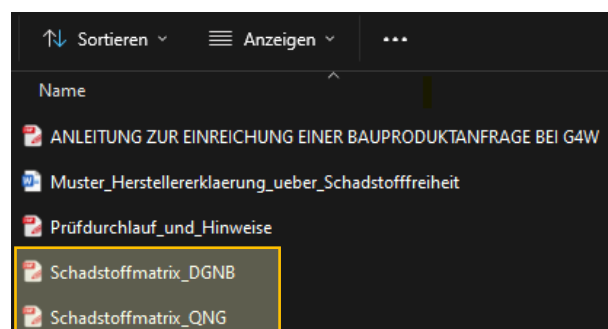 Sortieren Anzeigen ...
Name
ANLEITUNG ZUR EINREICHUNG EINER BAUPRODUKTANFRAGE BEI G4W
Muster_Herstellererklaerung_ueber_Schadstofffreiheit
Prüfdurchlauf_und_Hinweise
Schadstoffmatrix_DGNB
Schadstoffmatrix_QNG